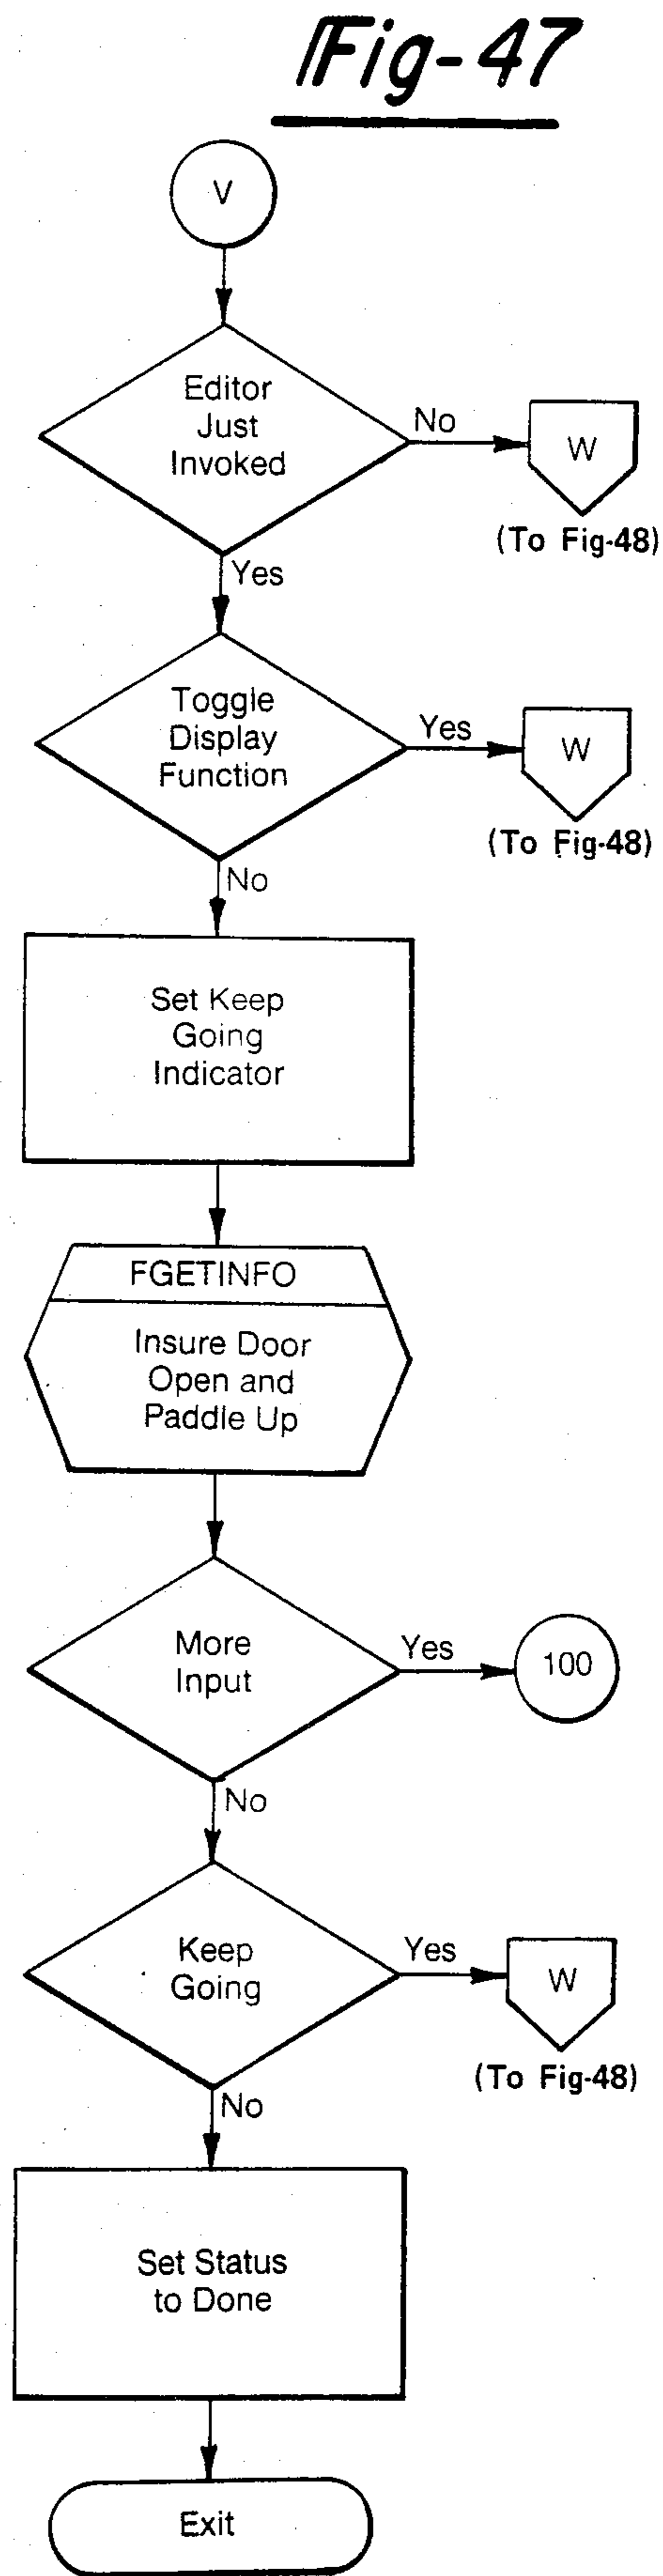 Fig-47
V
Editor
Just
Invoked
No
W
(To Fig-48)
Yes
Toggle
Display
Function
Yes
W
(To Fig-48)
No
Set Keep
Going
Indicator
FGETINFO
Insure Door
Open and
Paddle Up
More
Input
Yes
100
No
Keep
Going
Yes
W
(To Fig-48)
No
Set Status
to Done
Exit